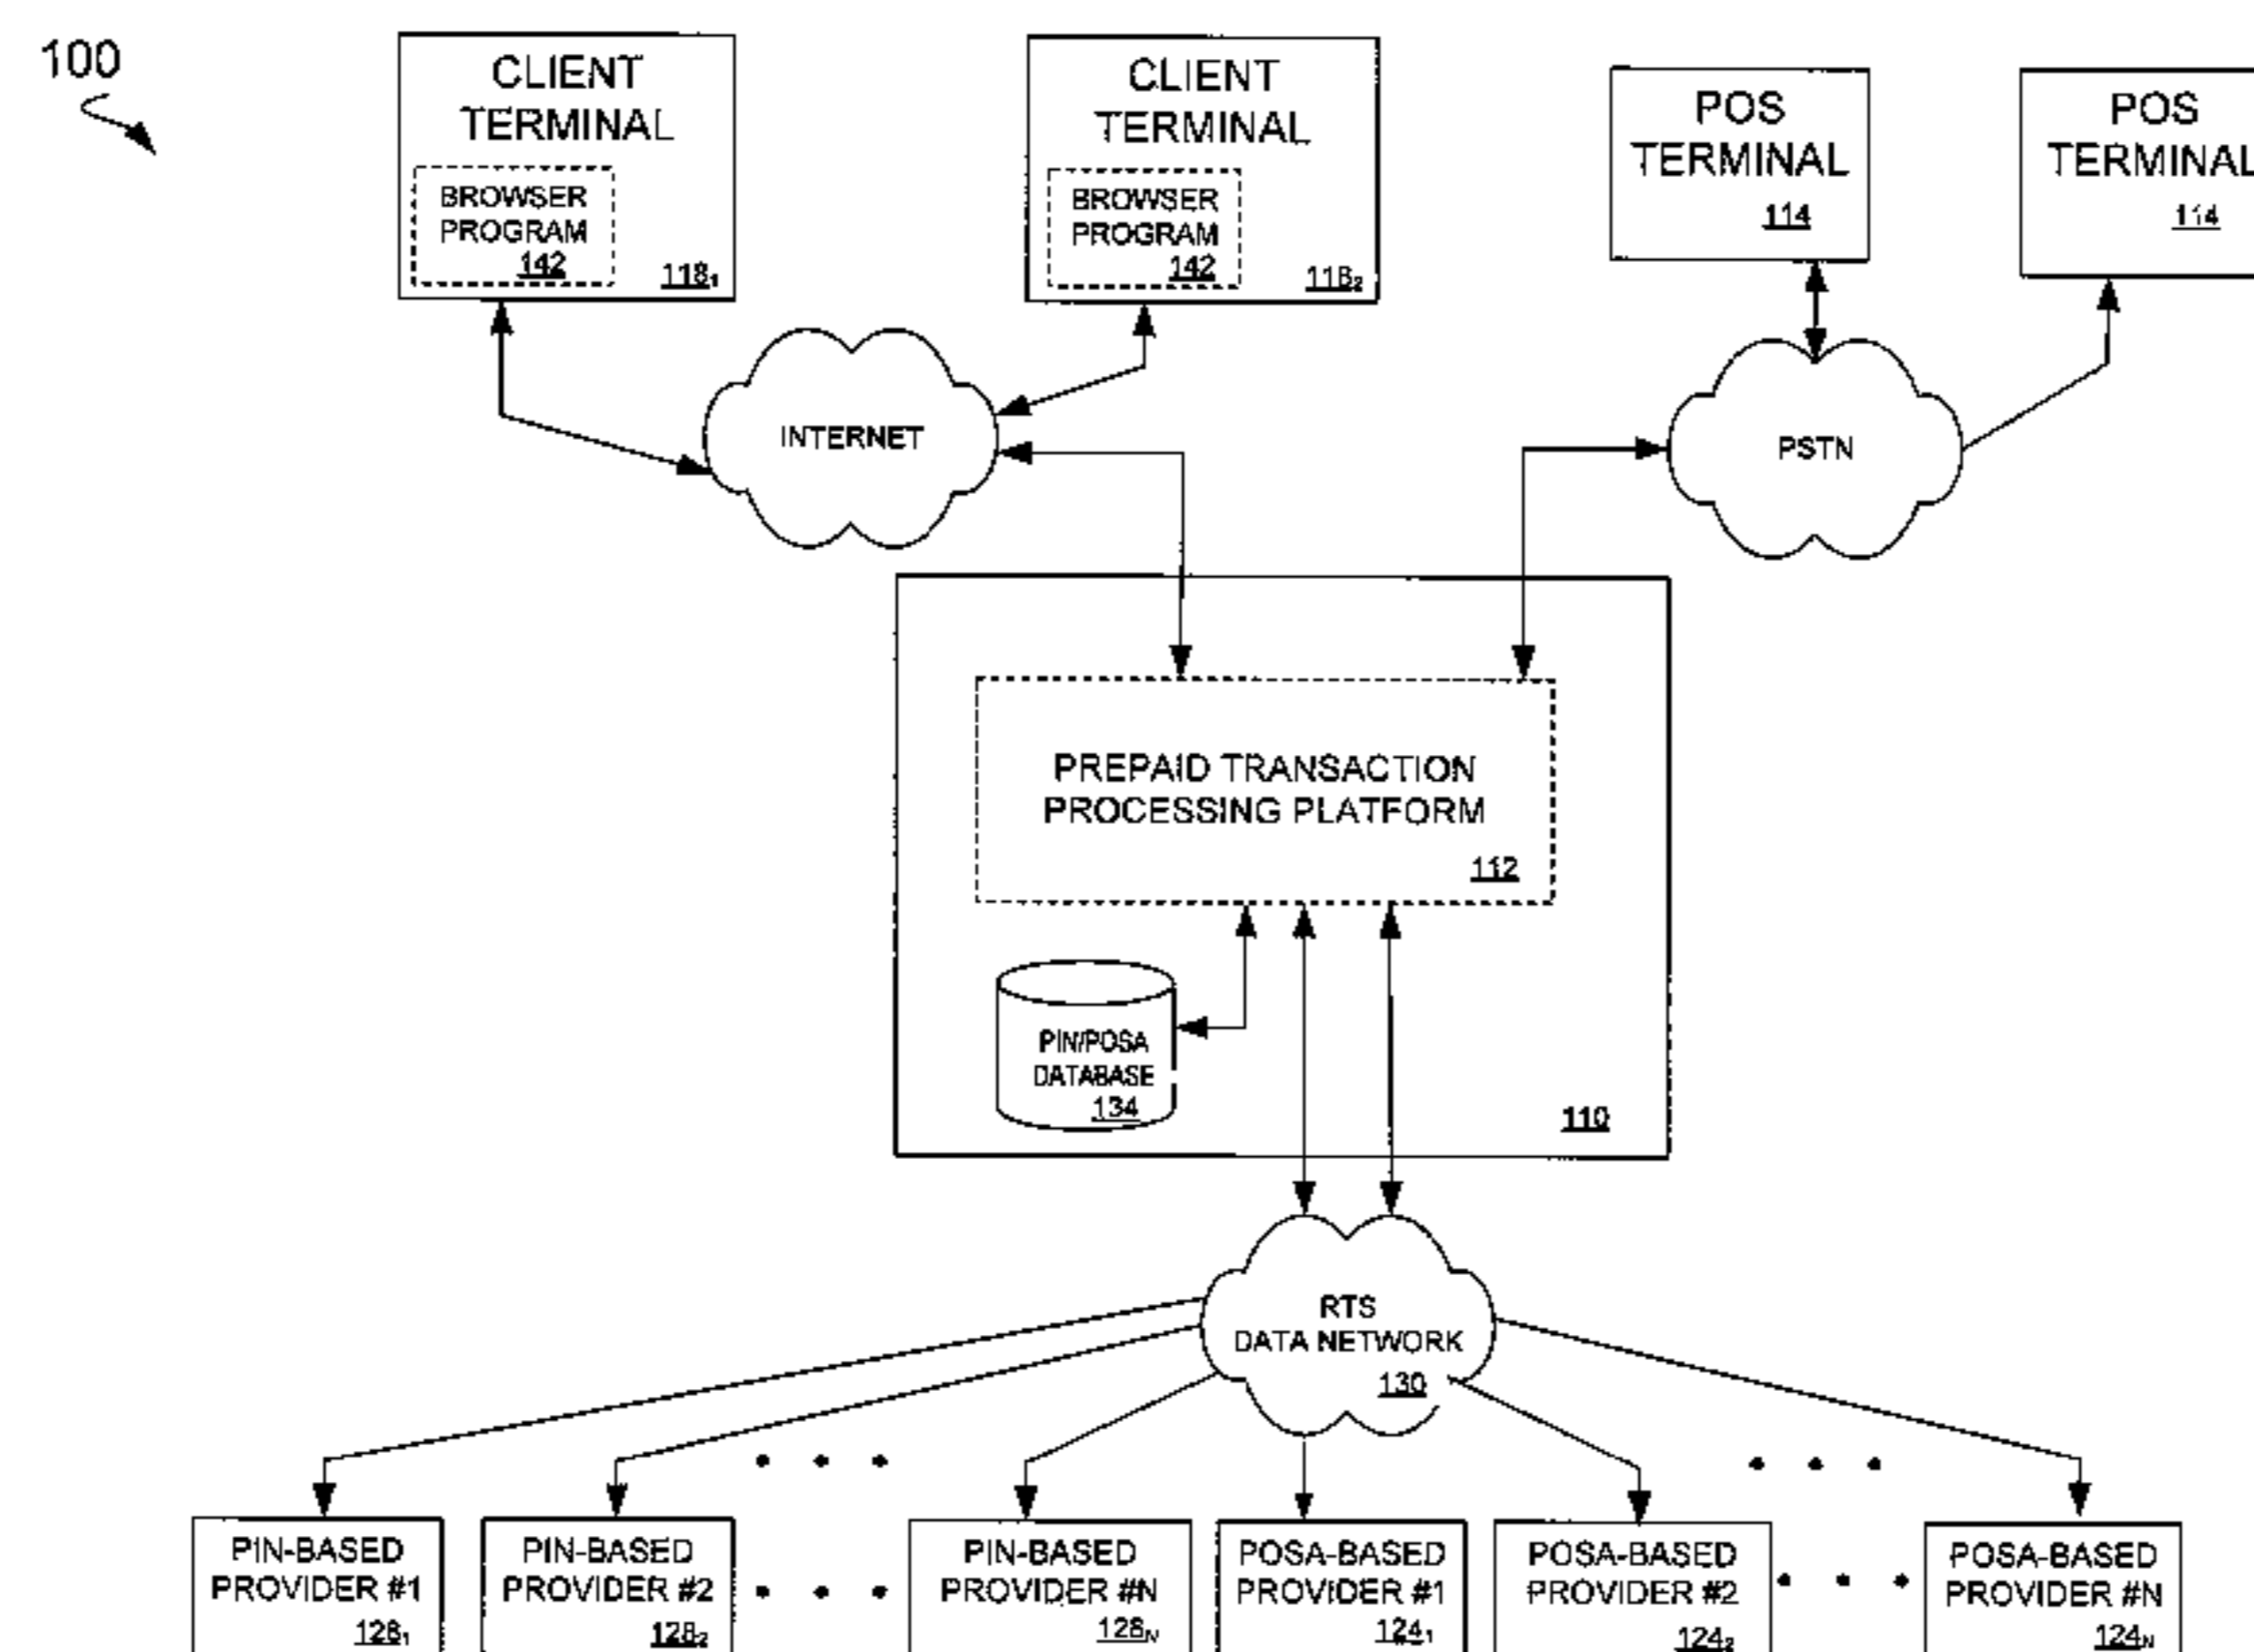 100
CLIENT
TERMINAL
BROWSER
PROGRAM
142
118₁
CLIENT
TERMINAL
BROWSER
PROGRAM
142
118₂
POS
TERMINAL
114
POS
TERMINAL
114
INTERNET
PSTN
PREPAID TRANSACTION
PROCESSING PLATFORM
112
PIN/POSA
DATABASE
134
110
RTS
DATA NETWORK
130
PIN-BASED
PROVIDER #1
128₁
PIN-BASED
PROVIDER #2
128₂
PIN-BASED
PROVIDER #N
128N
POSA-BASED
PROVIDER #1
124₁
POSA-BASED
PROVIDER #2
124₂
POSA-BASED
PROVIDER #N
124N